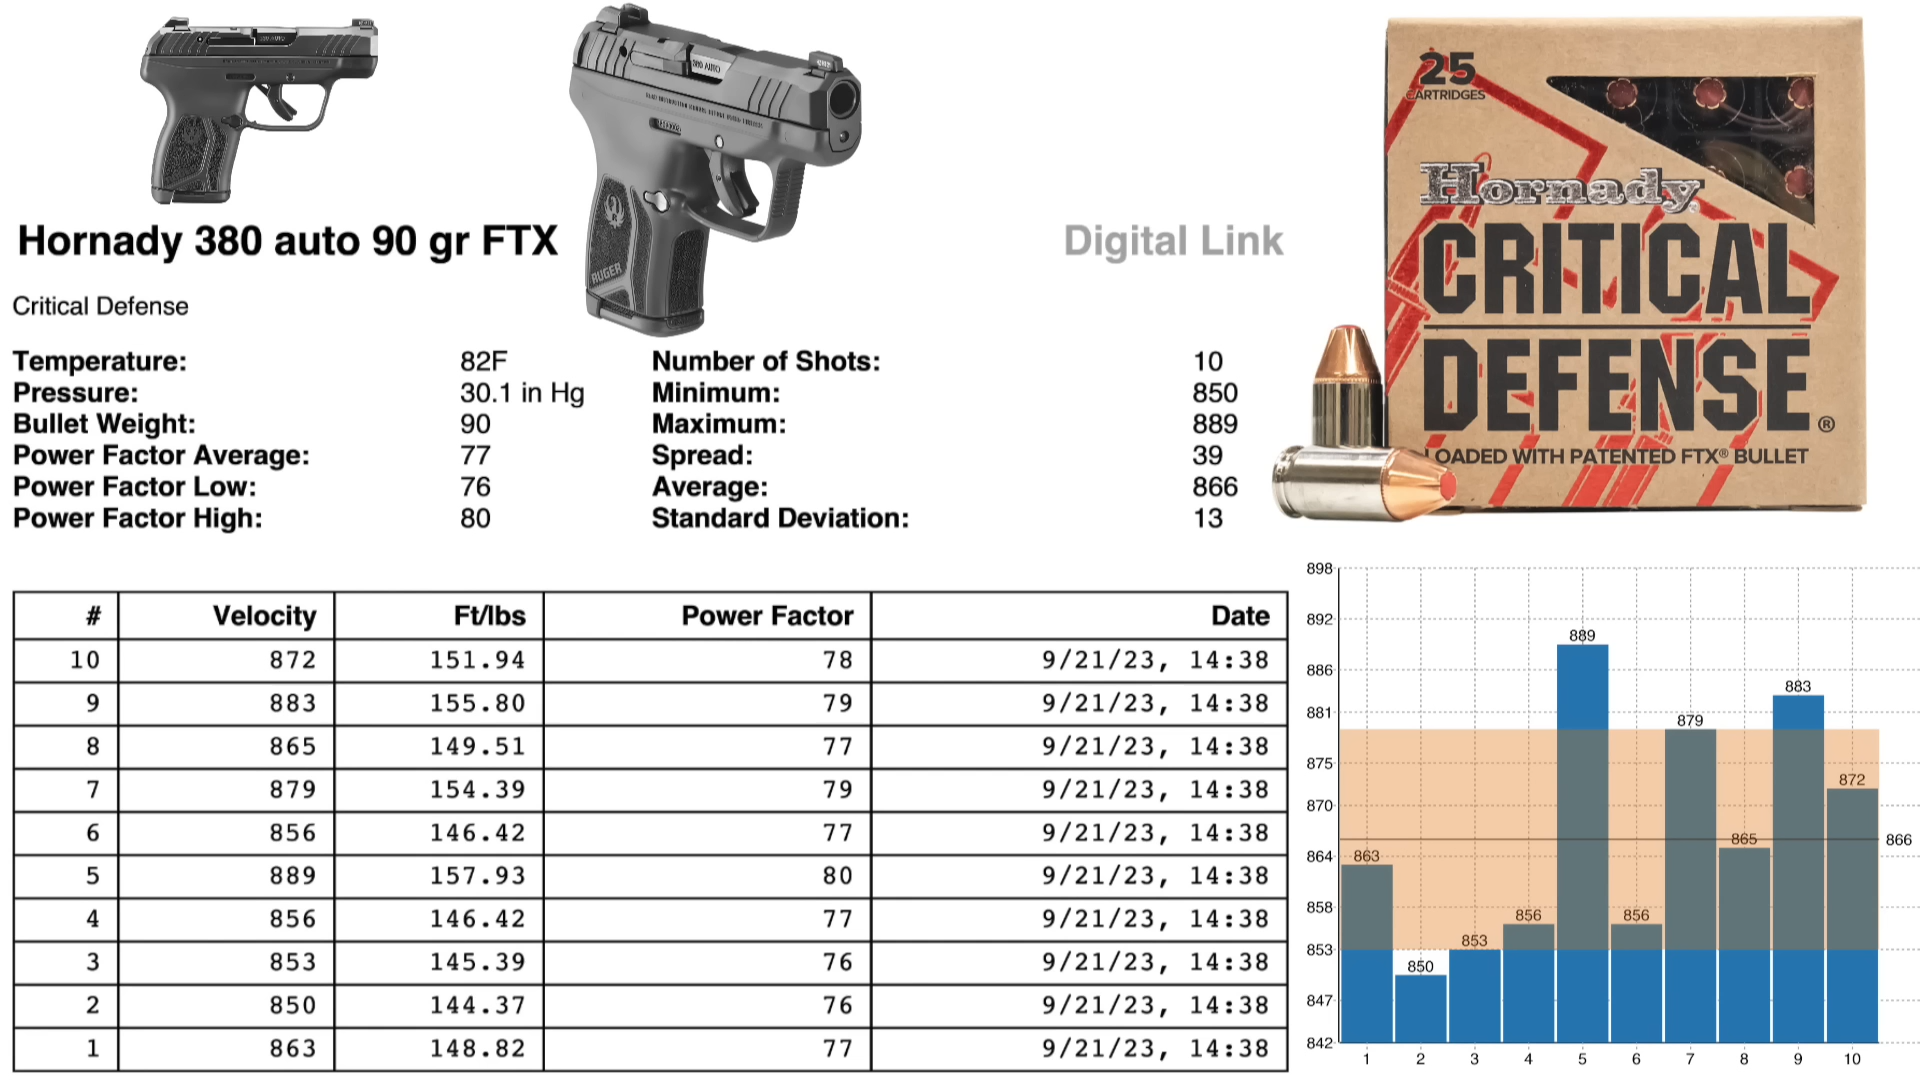 380 AUTO
RUGER
Hornady 380 auto 90 gr FTX
Digital Link
Critical Defense
Temperature: 82F Number of Shots: 10
Pressure: 30.1 in Hg Minimum: 850
Bullet Weight: 90 Maximum: 889
Power Factor Average: 77 Spread: 39
Power Factor Low: 76 Average: 866
Power Factor High: 80 Standard Deviation: 13
25
CARTRIDGES
Hornady
CRITICAL
DEFENSE®
LOADED WITH PATENTED FTX® BULLET
# Velocity Ft/lbs Power Factor Date
10 872 151.94 78 9/21/23, 14:38
9 883 155.80 79 9/21/23, 14:38
8 865 149.51 77 9/21/23, 14:38
7 879 154.39 79 9/21/23, 14:38
6 856 146.42 77 9/21/23, 14:38
5 889 157.93 80 9/21/23, 14:38
4 856 146.42 77 9/21/23, 14:38
3 853 145.39 76 9/21/23, 14:38
2 850 144.37 76 9/21/23, 14:38
1 863 148.82 77 9/21/23, 14:38
898
892
889
886
883
881
879
875
872
870
866
865
864
863
858
856 856
853
853
850
847
842
1 2 3 4 5 6 7 8 9 10